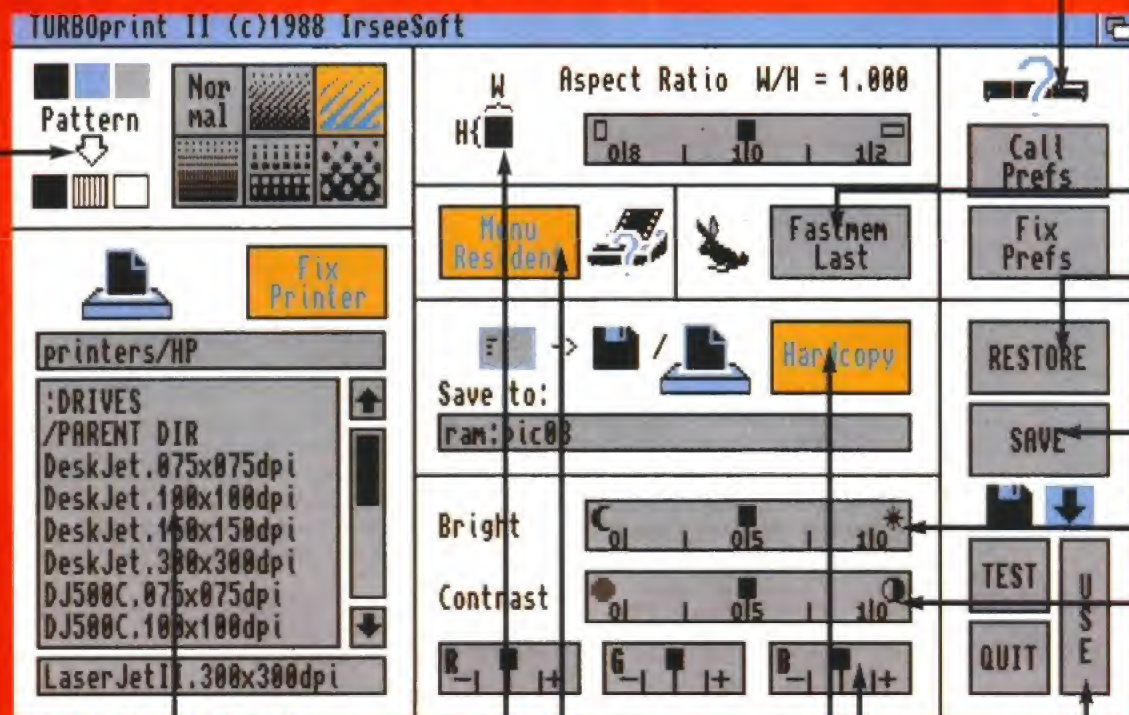 TURBOprint II (c)1988 IrseeSoft
Pattern
Nor
mal
W
H{
Aspect Ratio W/H = 1.000
0|8 | 1|0 | 1|2
Call
Prefs
Fix
Prefs
Menu
Resident
Fastmem
Last
Fix
Printer
printers/HP
:DRIVES
/PARENT DIR
DeskJet.075x075dpi
DeskJet.100x100dpi
DeskJet.150x150dpi
DeskJet.300x300dpi
DJ500C.075x075dpi
DJ500C.100x100dpi
LaserJetII.300x300dpi
Hardcopy
Save to:
ram:pic03
RESTORE
SAVE
Bright
0| | 0|5 | 1|0
Contrast
0| | 0|5 | 1|0
R
-| |+
G
-| |+
B
-| |+
TEST
QUIT
USE